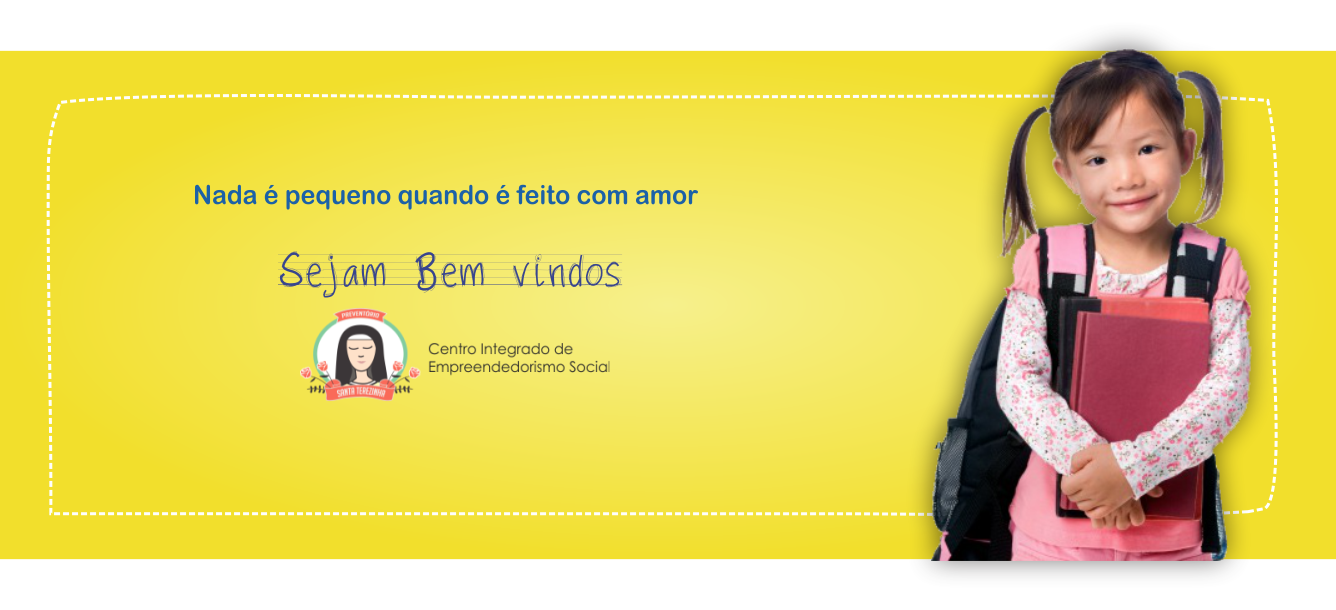 Nada é pequeno quando é feito com amor
Sejam Bem vindos
PREVENTÓRIO
SANTA TEREZINHA
Centro Integrado de
Empreendedorismo Social